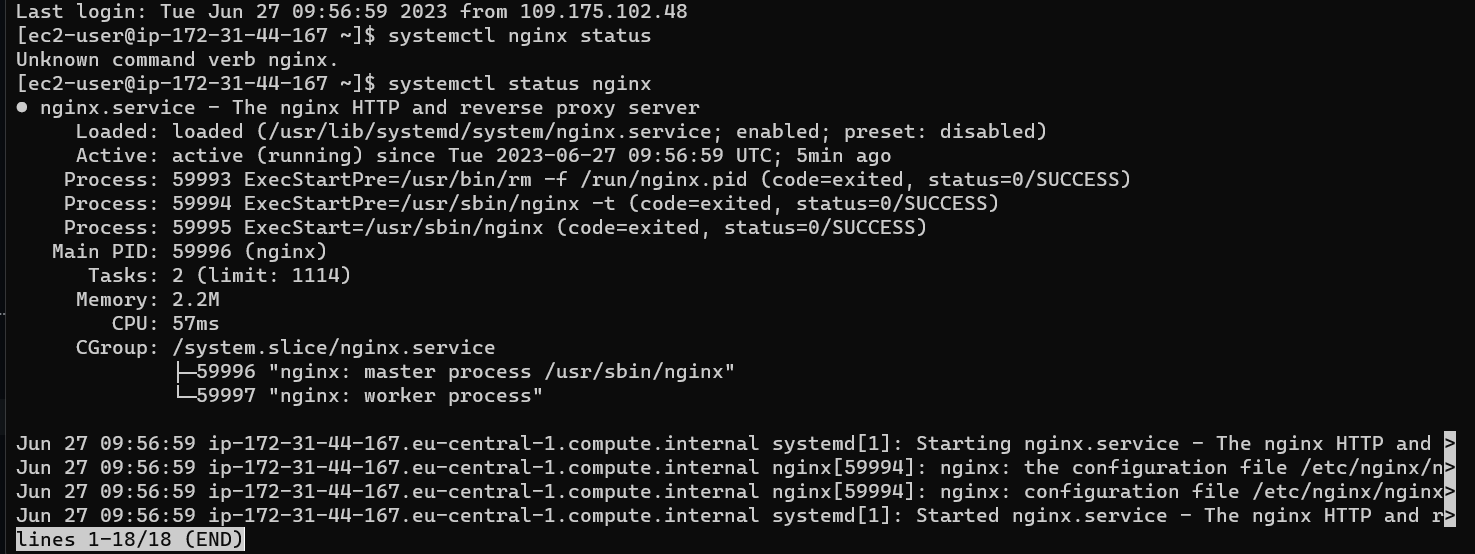 Last login: Tue Jun 27 09:56:59 2023 from 109.175.102.48
[ec2-user@ip-172-31-44-167 ~]$ systemctl nginx status
Unknown command verb nginx.
[ec2-user@ip-172-31-44-167 ~]$ systemctl status nginx
● nginx.service - The nginx HTTP and reverse proxy server
     Loaded: loaded (/usr/lib/systemd/system/nginx.service; enabled; preset: disabled)
     Active: active (running) since Tue 2023-06-27 09:56:59 UTC; 5min ago
    Process: 59993 ExecStartPre=/usr/bin/rm -f /run/nginx.pid (code=exited, status=0/SUCCESS)
    Process: 59994 ExecStartPre=/usr/sbin/nginx -t (code=exited, status=0/SUCCESS)
    Process: 59995 ExecStart=/usr/sbin/nginx (code=exited, status=0/SUCCESS)
   Main PID: 59996 (nginx)
      Tasks: 2 (limit: 1114)
     Memory: 2.2M
        CPU: 57ms
     CGroup: /system.slice/nginx.service
             ├─59996 "nginx: master process /usr/sbin/nginx"
             └─59997 "nginx: worker process"

Jun 27 09:56:59 ip-172-31-44-167.eu-central-1.compute.internal systemd[1]: Starting nginx.service - The nginx HTTP and >
Jun 27 09:56:59 ip-172-31-44-167.eu-central-1.compute.internal nginx[59994]: nginx: the configuration file /etc/nginx/n>
Jun 27 09:56:59 ip-172-31-44-167.eu-central-1.compute.internal nginx[59994]: nginx: configuration file /etc/nginx/nginx>
Jun 27 09:56:59 ip-172-31-44-167.eu-central-1.compute.internal systemd[1]: Started nginx.service - The nginx HTTP and r>
lines 1-18/18 (END)